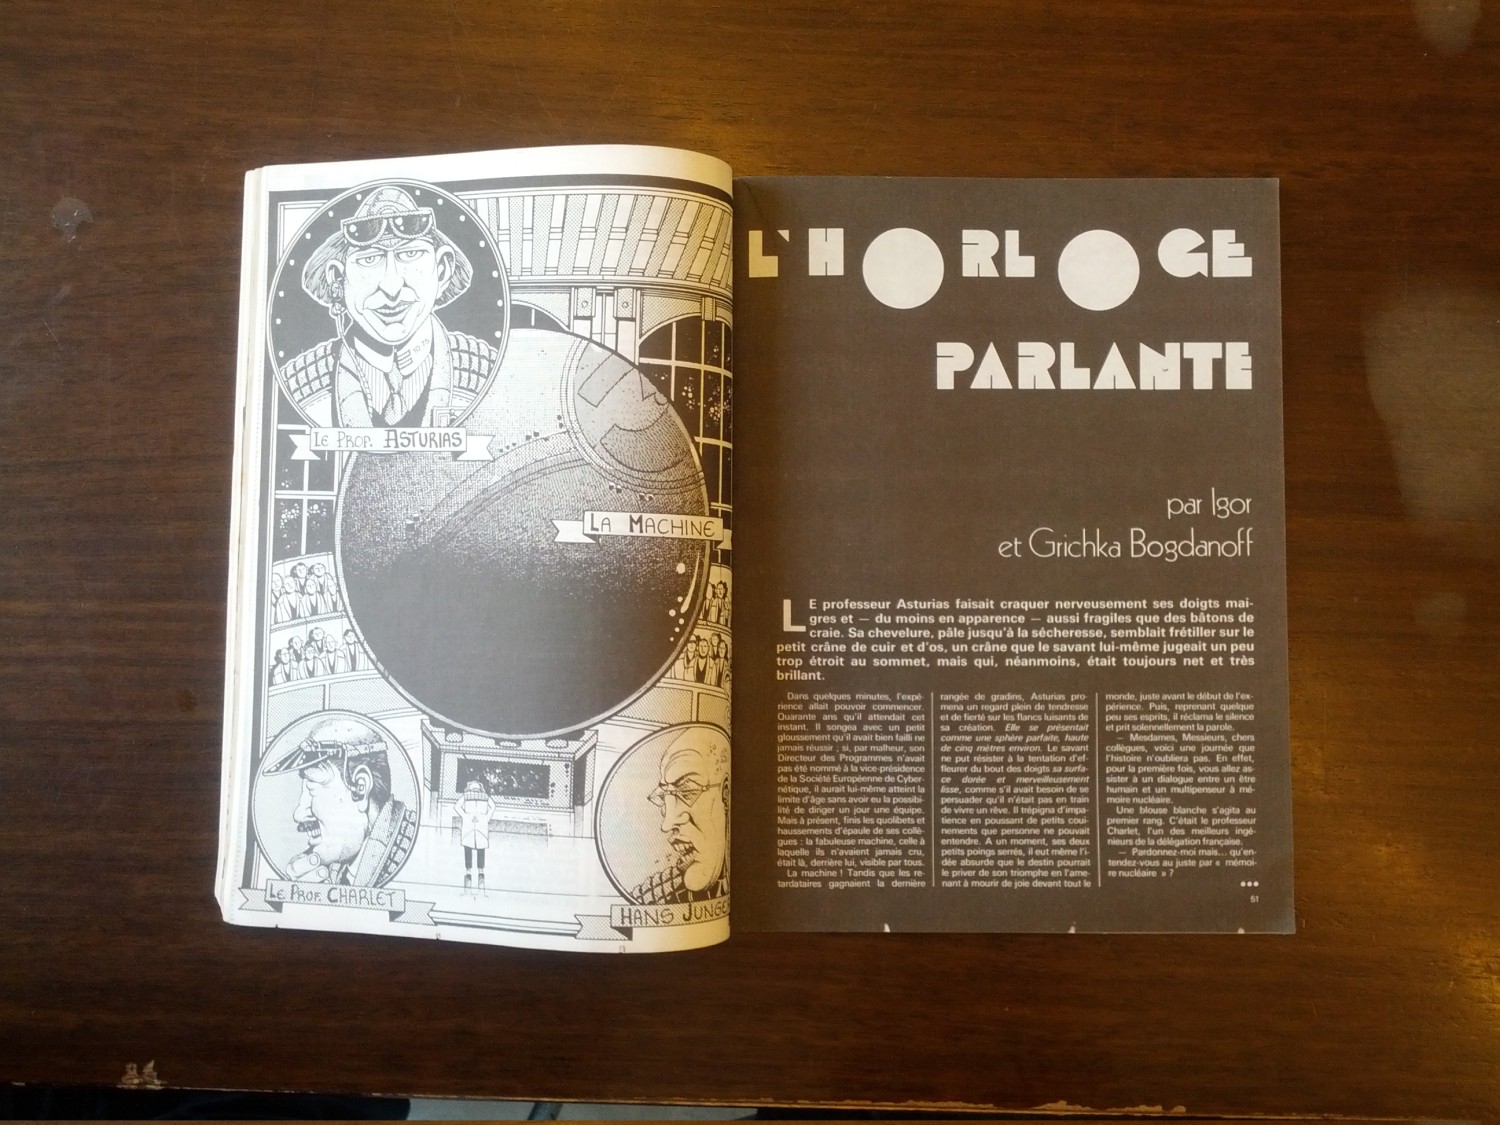 LE PROF. ASTURIAS
LA MACHINE
LE PROF. CHARLET
HANS JUNGE
L'HORLOGE
PARLANTE
par Igor
et Grichka Bogdanoff
LE professeur Asturias faisait craquer nerveusement ses doigts mai-
gres et — du moins en apparence — aussi fragiles que des bâtons de
craie. Sa chevelure, pâle jusqu'à la sécheresse, semblait frétiller sur le
petit crâne de cuir et d'os, un crâne que le savant lui-même jugeait un peu
trop étroit au sommet, mais qui, néanmoins, était toujours net et très
brillant.
Dans quelques minutes, l'expé-
rience allait pouvoir commencer.
Quarante ans qu'il attendait cet
instant. Il songea avec un petit
gloussement qu'il avait bien failli ne
jamais réussir ; si, par malheur, son
Directeur des Programmes n'avait
pas été nommé à la vice-présidence
de la Société Européenne de Cyber-
nétique, il aurait lui-même atteint la
limite d'âge sans avoir eu la possibi-
lité de diriger un jour une équipe.
Mais à présent, finis les quolibets et
haussements d'épaule de ses collè-
gues : la fabuleuse machine, celle à
laquelle ils n'avaient jamais cru,
était là, derrière lui, visible par tous.
La machine ! Tandis que les re-
tardataires gagnaient la dernière
rangée de gradins, Asturias pro-
mena un regard plein de tendresse
et de fierté sur les flancs luisants de
sa création. Elle se présentait
comme une sphère parfaite, haute
de cinq mètres environ. Le savant
ne put résister à la tentation d'ef-
fleurer du bout des doigts sa surfa-
ce dorée et merveilleusement
lisse, comme s'il avait besoin de se
persuader qu'il n'était pas en train
de vivre un rêve. Il trépigna d'impa-
tience en poussant de petits coui-
nements que personne ne pouvait
entendre. A un moment, ses deux
petits poings serrés, il eut même l'i-
dée absurde que le destin pourrait
le priver de son triomphe en l'ame-
nant à mourir de joie devant tout le
monde, juste avant le début de l'ex-
périence. Puis, reprenant quelque
peu ses esprits, il réclama le silence
et prit solennellement la parole.
— Mesdames, Messieurs, chers
collègues, voici une journée que
l'histoire n'oubliera pas. En effet,
pour la première fois, vous allez as-
sister à un dialogue entre un être
humain et un multipenseur à mé-
moire nucléaire.
Une blouse blanche s'agita au
premier rang. C'était le professeur
Charlet, l'un des meilleurs ingé-
nieurs de la délégation française.
— Pardonnez-moi mais... qu'en-
tendez-vous au juste par « mémoi-
re nucléaire » ?
●●●
51